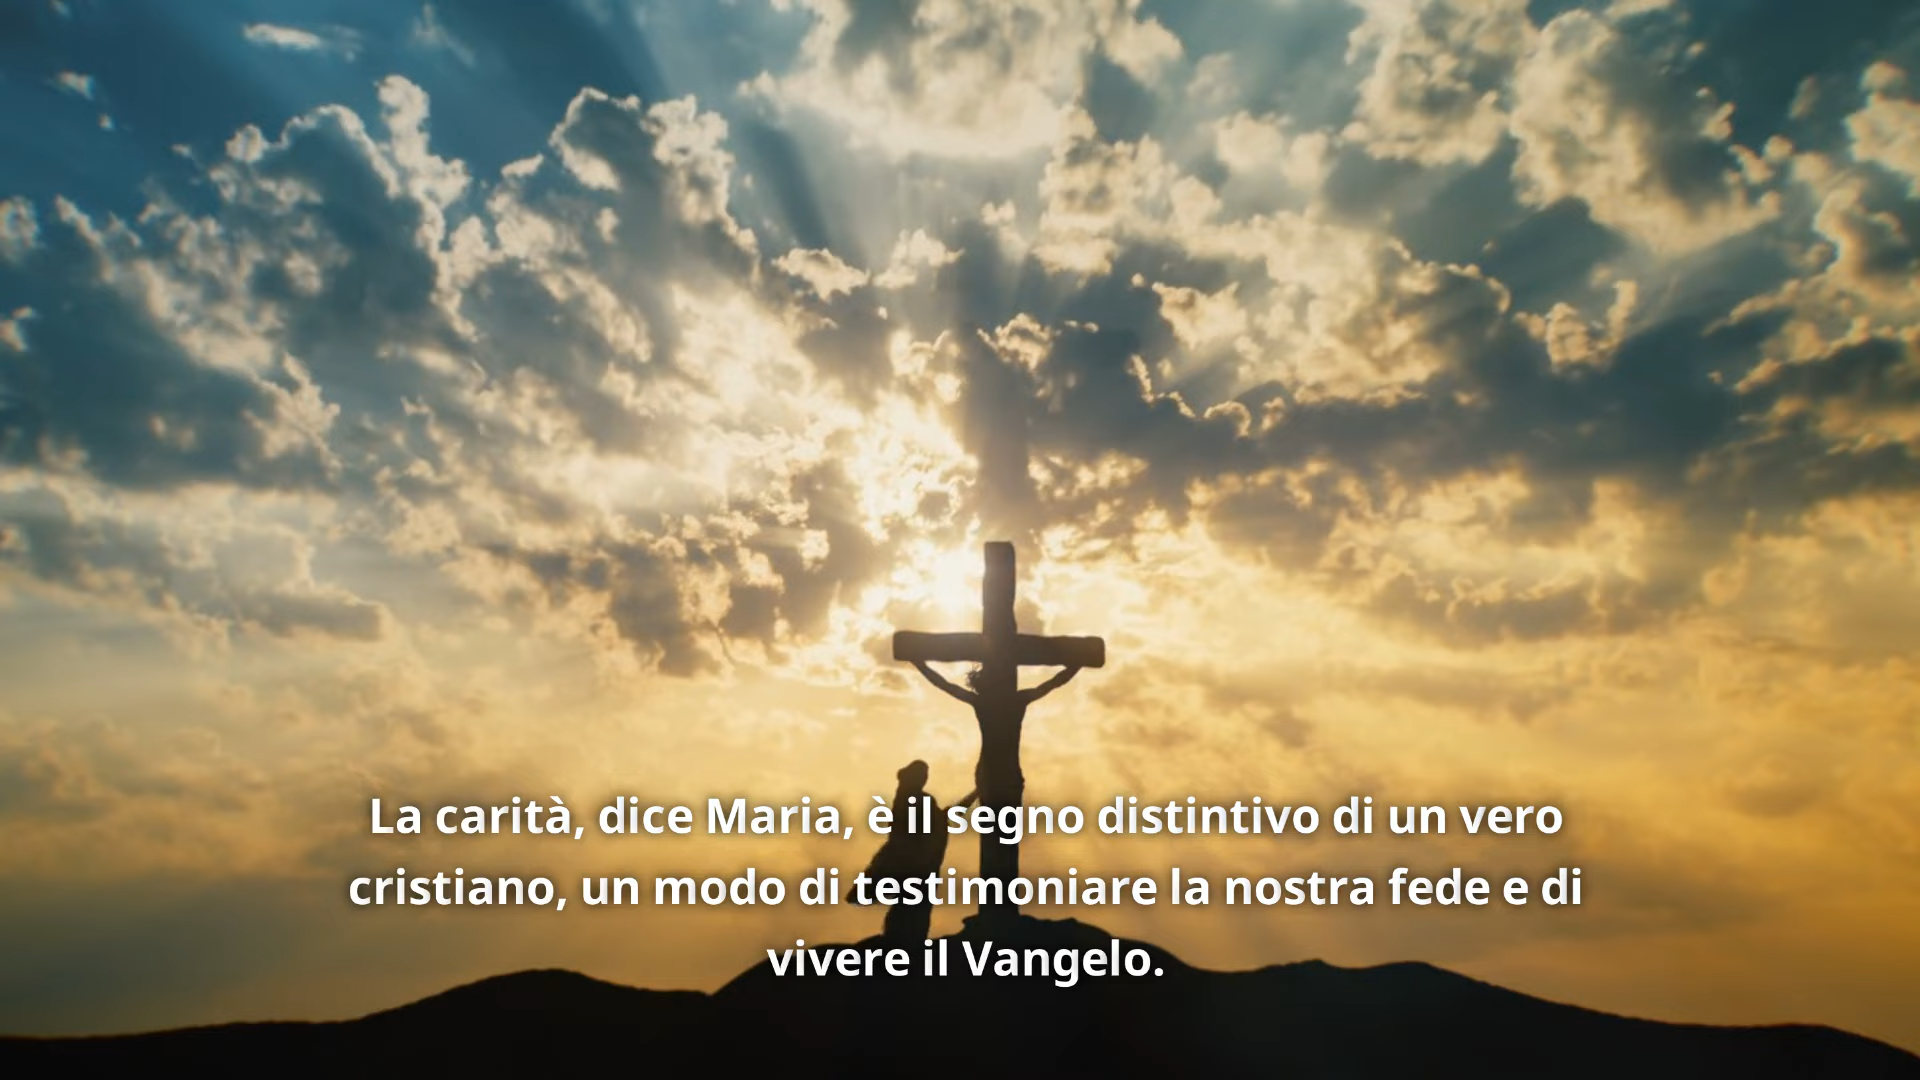 La carità, dice Maria, è il segno distintivo di un vero
cristiano, un modo di testimoniare la nostra fede e di
vivere il Vangelo.